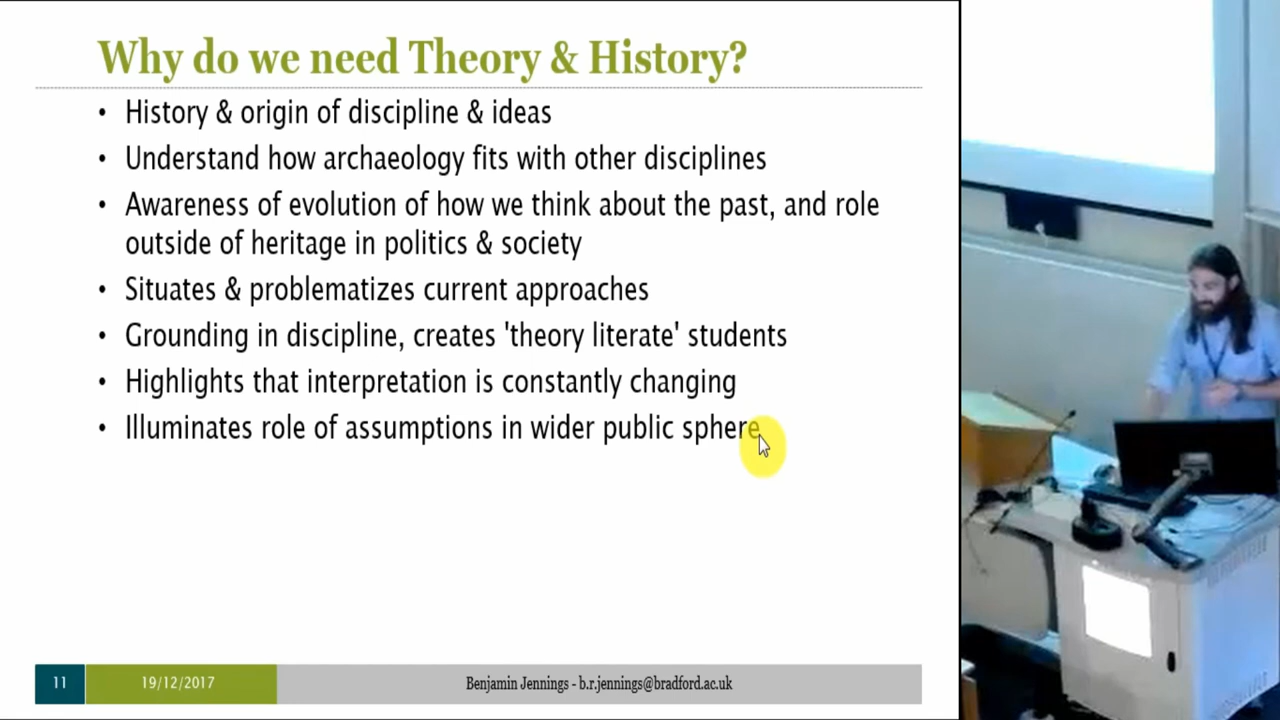 Why do we need Theory & History?
• History & origin of discipline & ideas
• Understand how archaeology fits with other disciplines
• Awareness of evolution of how we think about the past, and role
outside of heritage in politics & society
• Situates & problematizes current approaches
• Grounding in discipline, creates 'theory literate' students
• Highlights that interpretation is constantly changing
• Illuminates role of assumptions in wider public sphere
11
19/12/2017
Benjamin Jennings - b.r.jennings@bradford.ac.uk